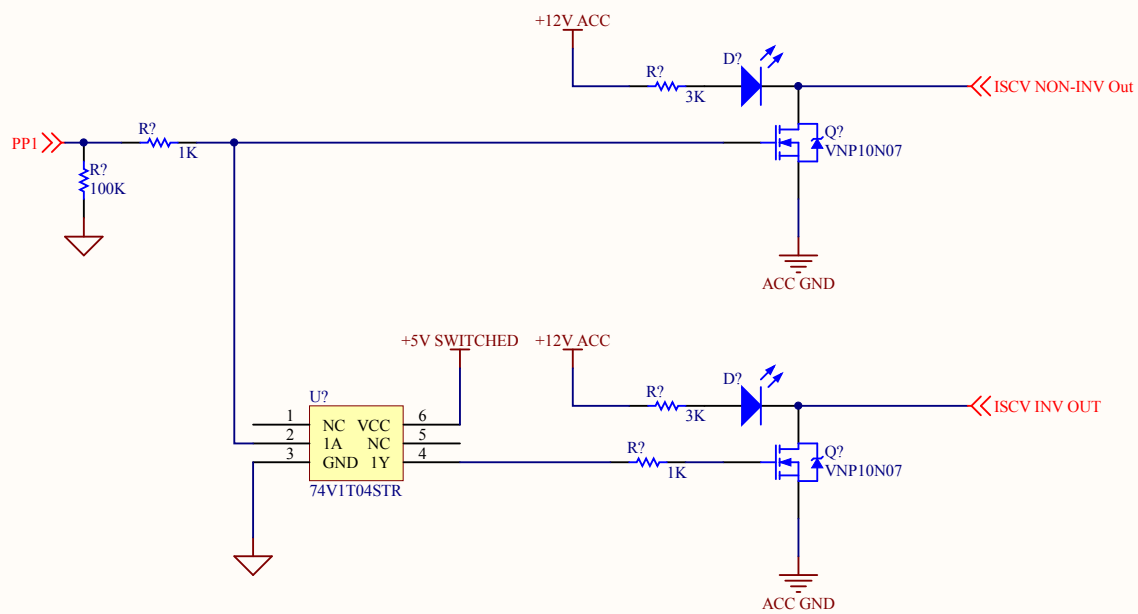 +12V ACC
D?
R?
3K
ISCV NON-INV Out
PP1
R?
1K
Q?
VNP10N07
R?
100K
ACC GND
+5V SWITCHED
+12V ACC
D?
R?
3K
ISCV INV OUT
U?
1 NC VCC 6
2 1A NC 5
3 GND 1Y 4
74V1T04STR
R?
1K
Q?
VNP10N07
ACC GND